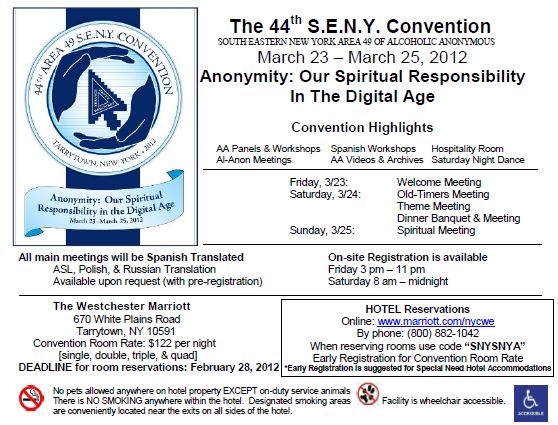 44TH AREA 49 S.E.N.Y. CONVENTION
TARRYTOWN, NEW YORK • 2012
Anonymity: Our Spiritual
Responsibility in the Digital Age
March 23 - March 25, 2012
The 44th S.E.N.Y. Convention
SOUTH EASTERN NEW YORK AREA 49 OF ALCOHOLIC ANONYMOUS
March 23 – March 25, 2012
Anonymity: Our Spiritual Responsibility
In The Digital Age
Convention Highlights
AA Panels & Workshops Spanish Workshops Hospitality Room
Al-Anon Meetings AA Videos & Archives Saturday Night Dance
Friday, 3/23: Welcome Meeting
Saturday, 3/24: Old-Timers Meeting
Theme Meeting
Dinner Banquet & Meeting
Sunday, 3/25: Spiritual Meeting
All main meetings will be Spanish Translated
ASL, Polish, & Russian Translation
Available upon request (with pre-registration)
On-site Registration is available
Friday 3 pm – 11 pm
Saturday 8 am – midnight
The Westchester Marriott
670 White Plains Road
Tarrytown, NY 10591
Convention Room Rate: $122 per night
[single, double, triple, & quad]
DEADLINE for room reservations: February 28, 2012
HOTEL Reservations
Online: www.marriott.com/nycwe
By phone: (800) 882-1042
When reserving rooms use code “SNYSNYA”
Early Registration for Convention Room Rate
*Early Registration is suggested for Special Need Hotel Accommodations
No pets allowed anywhere on hotel property EXCEPT on-duty service animals
There is NO SMOKING anywhere within the hotel. Designated smoking areas
are conveniently located near the exits on all sides of the hotel.
Facility is wheelchair accessible.
ACCESSIBLE